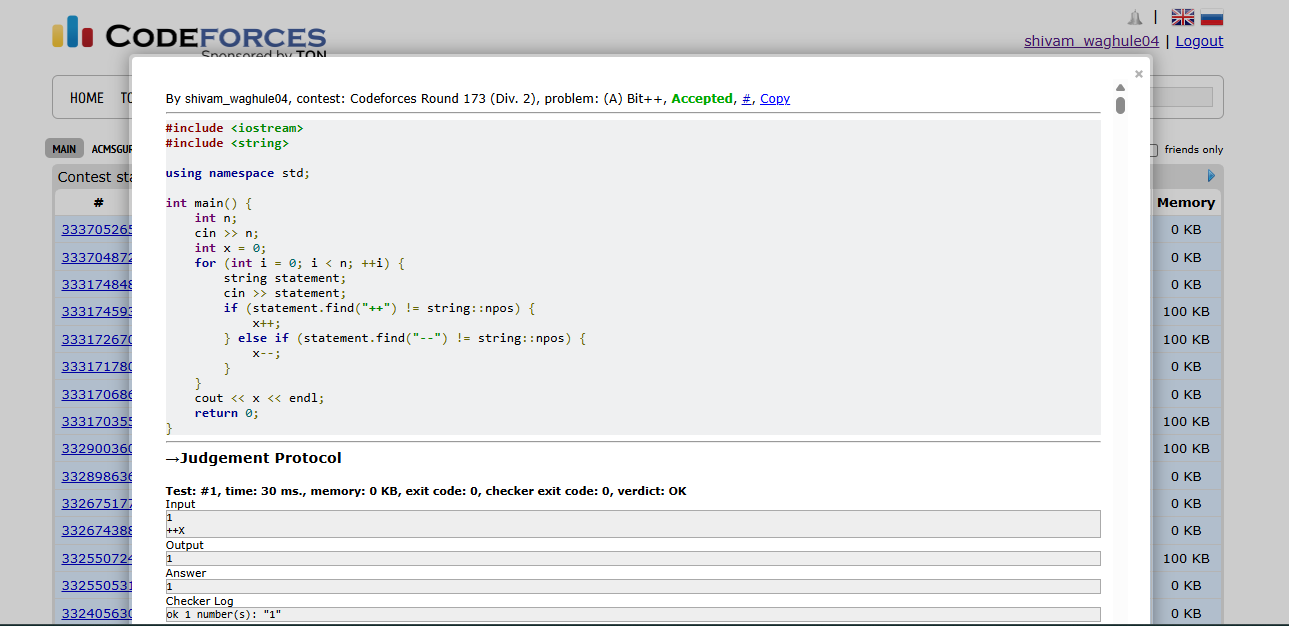 CODEFORCES
Sponsored by TON
|
shivam_waghule04 | Logout
HOME
×
By shivam_waghule04, contest: Codeforces Round 173 (Div. 2), problem: (A) Bit++, Accepted, #, Copy
#include <iostream>
#include <string>
using namespace std;
int main() {
    int n;
    cin >> n;
    int x = 0;
    for (int i = 0; i < n; ++i) {
        string statement;
        cin >> statement;
        if (statement.find("++") != string::npos) {
            x++;
        } else if (statement.find("--") != string::npos) {
            x--;
        }
    }
    cout << x << endl;
    return 0;
}
→Judgement Protocol
Test: #1, time: 30 ms., memory: 0 KB, exit code: 0, checker exit code: 0, verdict: OK
Input
1
++X
Output
1
Answer
1
Checker Log
ok 1 number(s): "1"
MAIN
friends only
Contest
#
333705265
333704872
333174848
333174593
333172670
333171780
333170686
333170355
332900360
332898636
332675177
332674388
332550724
332550531
332405630
Memory
0 KB
0 KB
0 KB
100 KB
100 KB
0 KB
0 KB
100 KB
100 KB
0 KB
0 KB
0 KB
100 KB
0 KB
0 KB